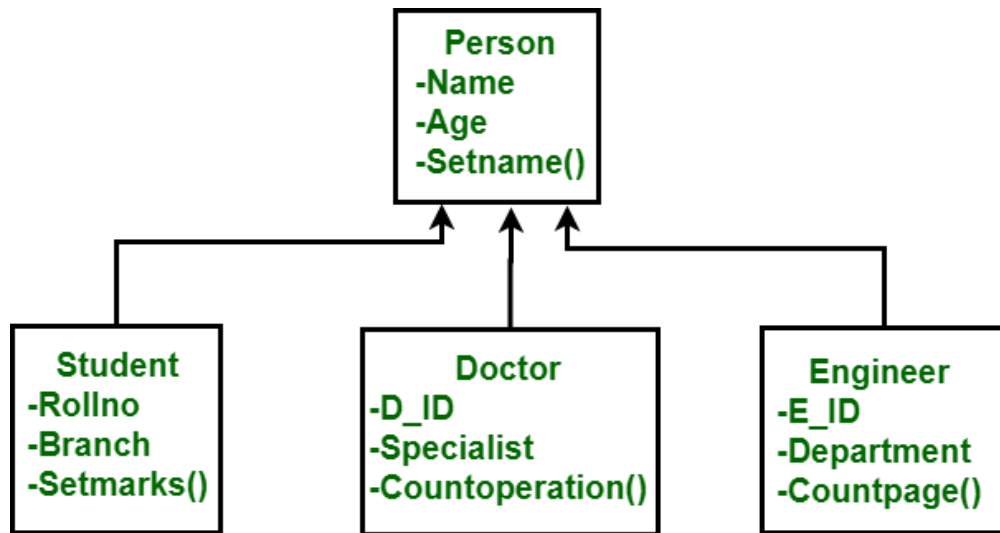 Person
-Name
-Age
-Setname()
Student
-Rollno
-Branch
-Setmarks()
Doctor
-D_ID
-Specialist
-Countoperation()
Engineer
-E_ID
-Department
-Countpage()